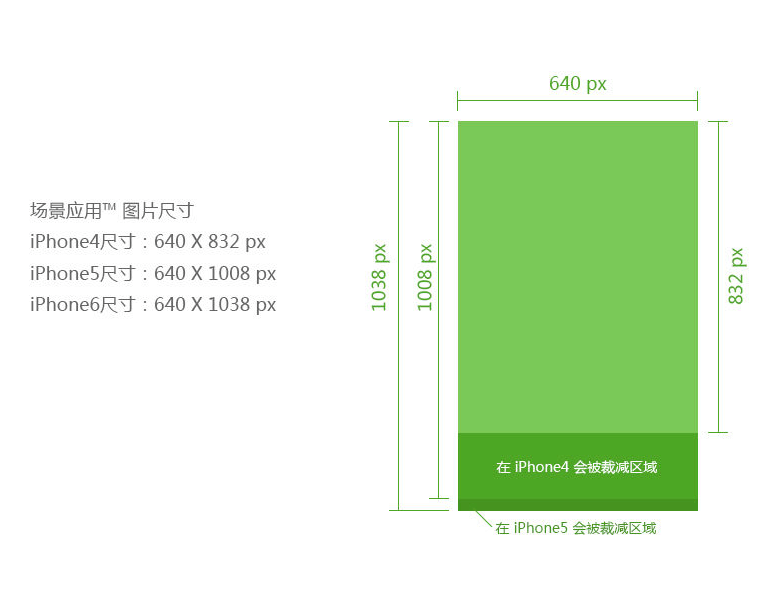 640 px
场景应用™ 图片尺寸
iPhone4尺寸：640 X 832 px
iPhone5尺寸：640 X 1008 px
iPhone6尺寸：640 X 1038 px
1038 px
1008 px
832 px
在 iPhone4 会被裁减区域
在 iPhone5 会被裁减区域